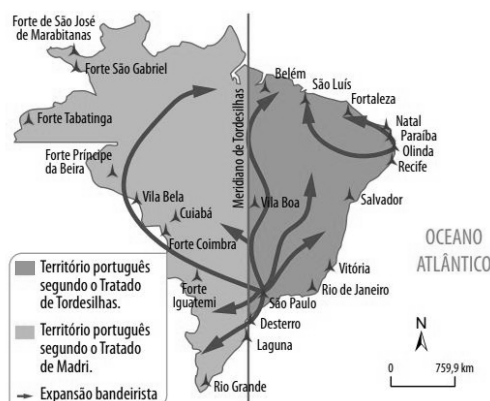 Forte de São José
de Marabitanas
Forte São Gabriel
Forte Tabatinga
Forte Príncipe
da Beira
Vila Bela
Cuiabá
Forte Coimbra
Forte
Iguatemi
Meridiano de Tordesilhas
Belém
São Luís
Fortaleza
Natal
Paraíba
Olinda
Recife
Salvador
Vila Boa
Vitória
Rio de Janeiro
São Paulo
Desterro
Laguna
Rio Grande
OCEANO
ATLÂNTICO
N
0 759,9 km
Território português
segundo o Tratado
de Tordesilhas.
Território português
segundo o Tratado
de Madri.
Expansão bandeirista